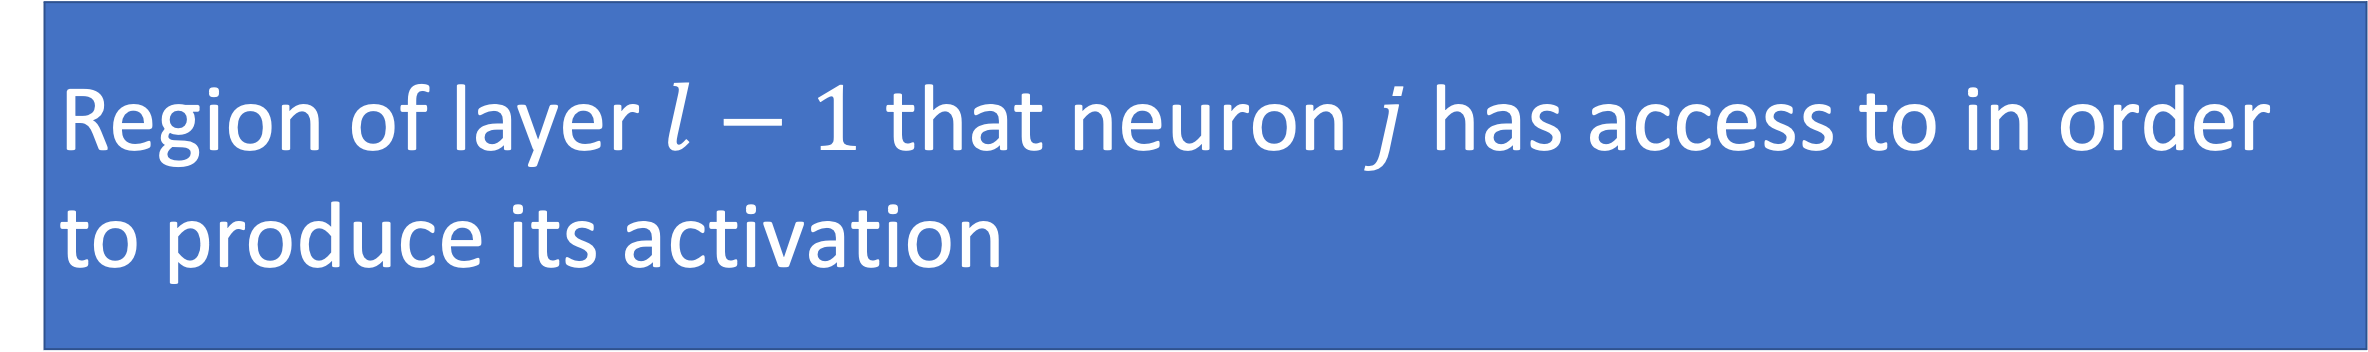 Region of layer l − 1 that neuron j has access to in order
to produce its activation